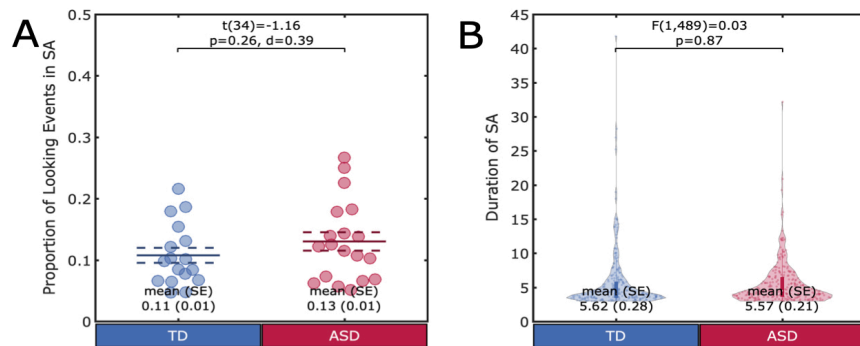 A
t(34)=-1.16
p=0.26, d=0.39
Proportion of Looking Events in SA
0.5
0.4
0.3
0.2
0.1
0
mean (SE)
0.11 (0.01)
mean (SE)
0.13 (0.01)
TD
ASD
B
F(1,489)=0.03
p=0.87
Duration of SA
45
40
35
30
25
20
15
10
5
0
mean (SE)
5.62 (0.28)
mean (SE)
5.57 (0.21)
TD
ASD